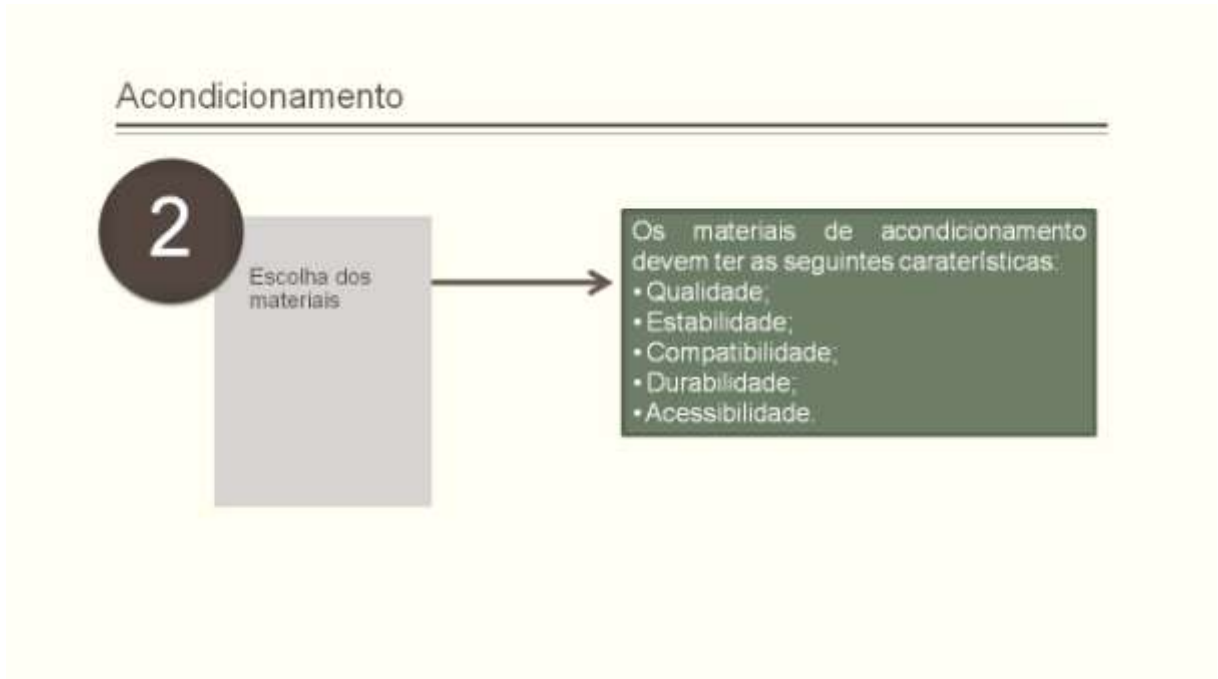 Acondicionamento
2
Escolha dos
materiais
Os materiais de acondicionamento
devem ter as seguintes caraterísticas:
• Qualidade;
• Estabilidade;
• Compatibilidade;
• Durabilidade;
• Acessibilidade.